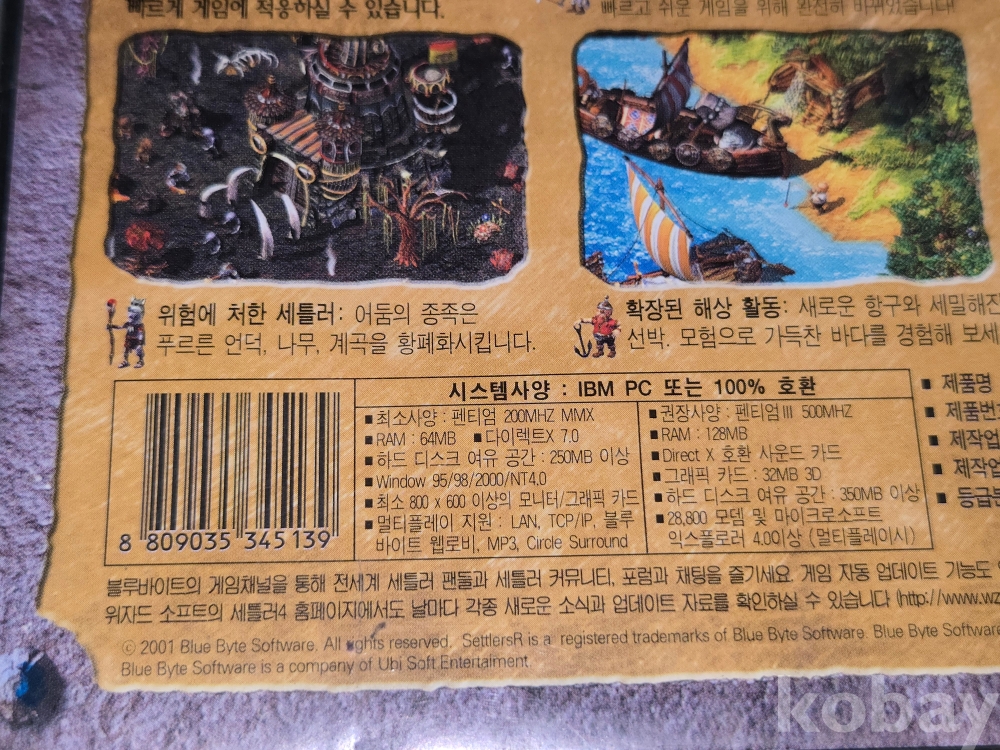 빠르게 게임에 적응하실 수 있습니다.
빠르고 쉬운 게임을 위해 완전히 바뀌었습니다!
위험에 처한 세틀러: 어둠의 종족은
푸르른 언덕, 나무, 계곡을 황폐화시킵니다.
확장된 해상 활동: 새로운 항구와 세밀해진
선박. 모험으로 가득찬 바다를 경험해 보세
시스템사양 : IBM PC 또는 100% 호환
■최소사양 : 펜티엄 200MHZ MMX
■RAM : 64MB ■다이렉트X 7.0
■하드 디스크 여유 공간 : 250MB 이상
■Window 95/98/2000/NT4.0
■최소 800 x 600 이상의 모니터/그래픽 카드
■멀티플레이 지원 : LAN, TCP/IP, 블루
바이트 웹로비, MP3, Circle Surround
■권장사양 : 펜티엄Ⅲ 500MHZ
■RAM : 128MB
■Direct X 호환 사운드 카드
■그래픽 카드 : 32MB 3D
■하드 디스크 여유 공간 : 350MB 이상
■28,800 모뎀 및 마이크로소프트
익스플로러 4.00이상 (멀티플레이시)
■ 제품명
■ 제품번
■ 제작업
■ 제작업
■ 등급
8 809035 345139
블루바이트의 게임채널을 통해 전세계 세틀러 팬들과 세틀러 커뮤니티, 포럼과 채팅을 즐기세요. 게임 자동 업데이트 기능도
위자드 소프트의 세틀러4 홈페이지에서도 날마다 각종 새로운 소식과 업데이트 자료를 확인하실 수 있습니다 (http://www.wz
© 2001 Blue Byte Software. All rights reserved. SettlersR is a registered trademarks of Blue Byte Software. Blue Byte Software
Blue Byte Software is a company of Ubi Soft Entertaiment.
kobay